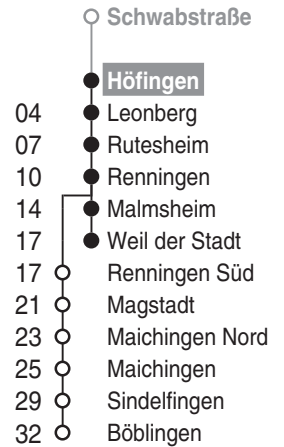 Schwabstraße
Höfingen
04 Leonberg
07 Rutesheim
10 Renningen
14 Malmsheim
17 Weil der Stadt
17 Renningen Süd
21 Magstadt
23 Maichingen Nord
25 Maichingen
29 Sindelfingen
32 Böblingen